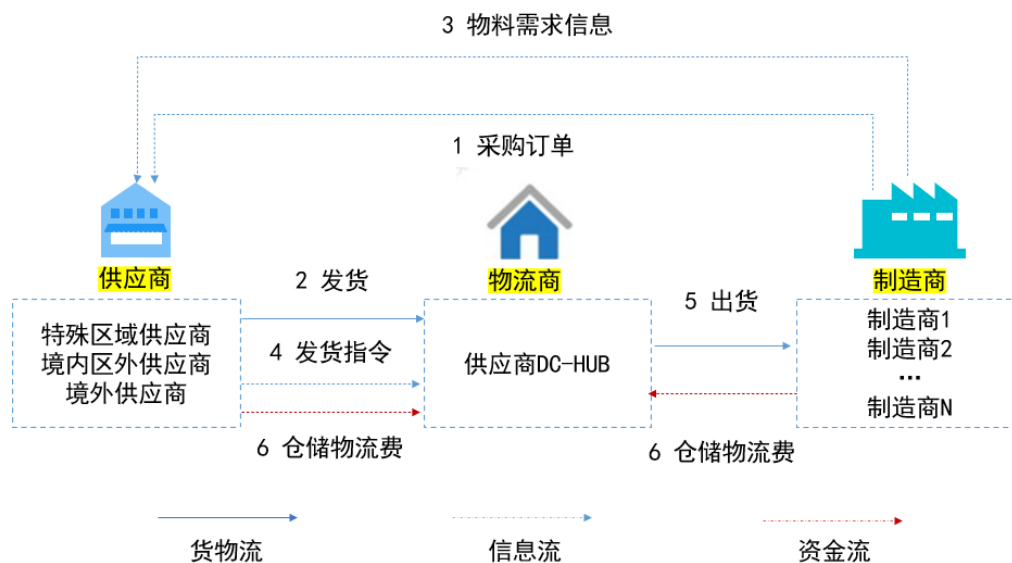 3 物料需求信息
1 采购订单
供应商
物流商
制造商
2 发货
5 出货
特殊区域供应商
境内区外供应商
境外供应商
4 发货指令
供应商DC-HUB
制造商1
制造商2
…
制造商N
6 仓储物流费
6 仓储物流费
货物流
信息流
资金流